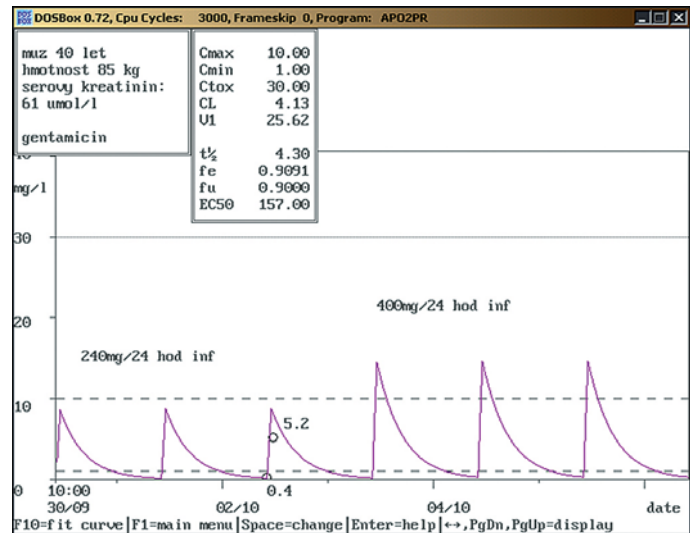 DOSBox 0.72, Cpu Cycles: 3000, Frameskip 0, Program: APO2PR
muz 40 let
hmotnost 85 kg
serovy kreatinin:
61 umol/l
gentamicin
Cmax 10.00
Cmin 1.00
Ctox 30.00
CL 4.13
V1 25.62
t½ 4.30
fe 0.9091
fu 0.9000
EC50 157.00
mg/l
30
400mg/24 hod inf
20
240mg/24 hod inf
10
5.2
0
10:00 0.4
30/09 02/10 04/10 date
F10=fit curve|F1=main menu|Space=change|Enter=help|↔,PgDn,PgUp=display